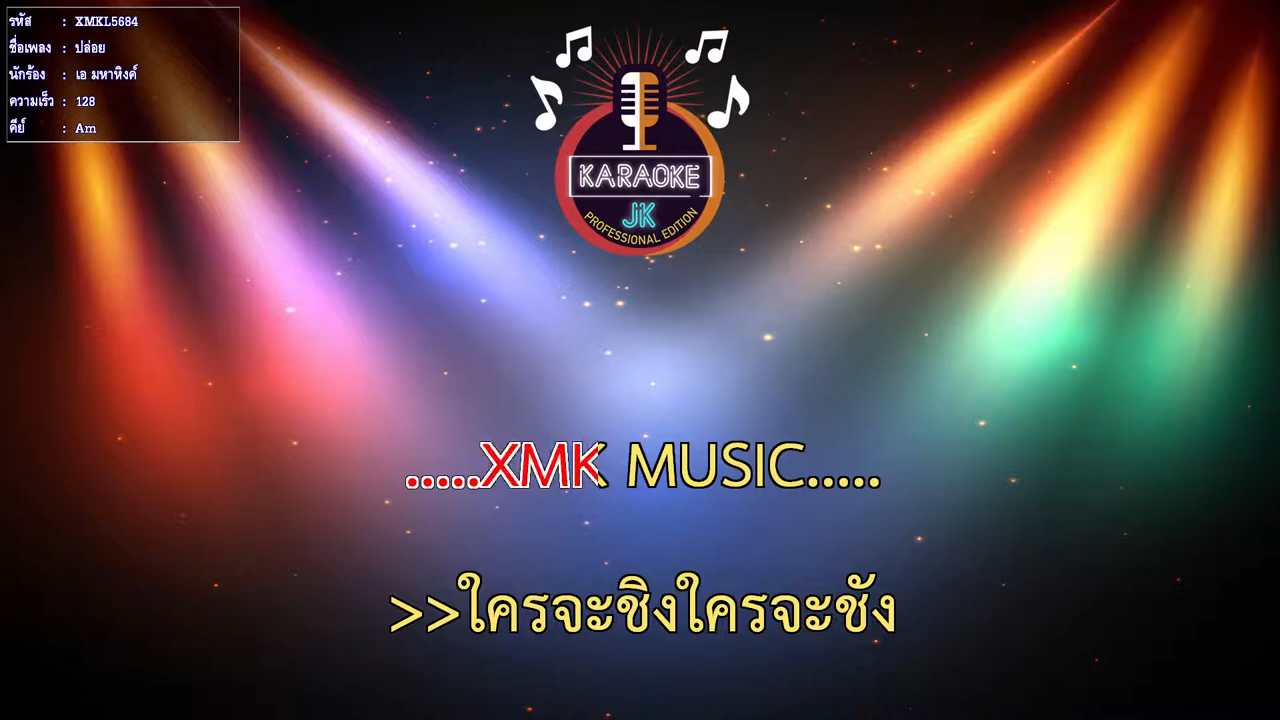 รหัส : XMKL5684
ชื่อเพลง : ปล่อย
นักร้อง : เอ มหาหิงค์
ความเร็ว : 128
คีย์ : Am
KARAOKE
JK
PROFESSIONAL EDITION
.....XMK MUSIC.....
>>ใครจะชิงใครจะชัง